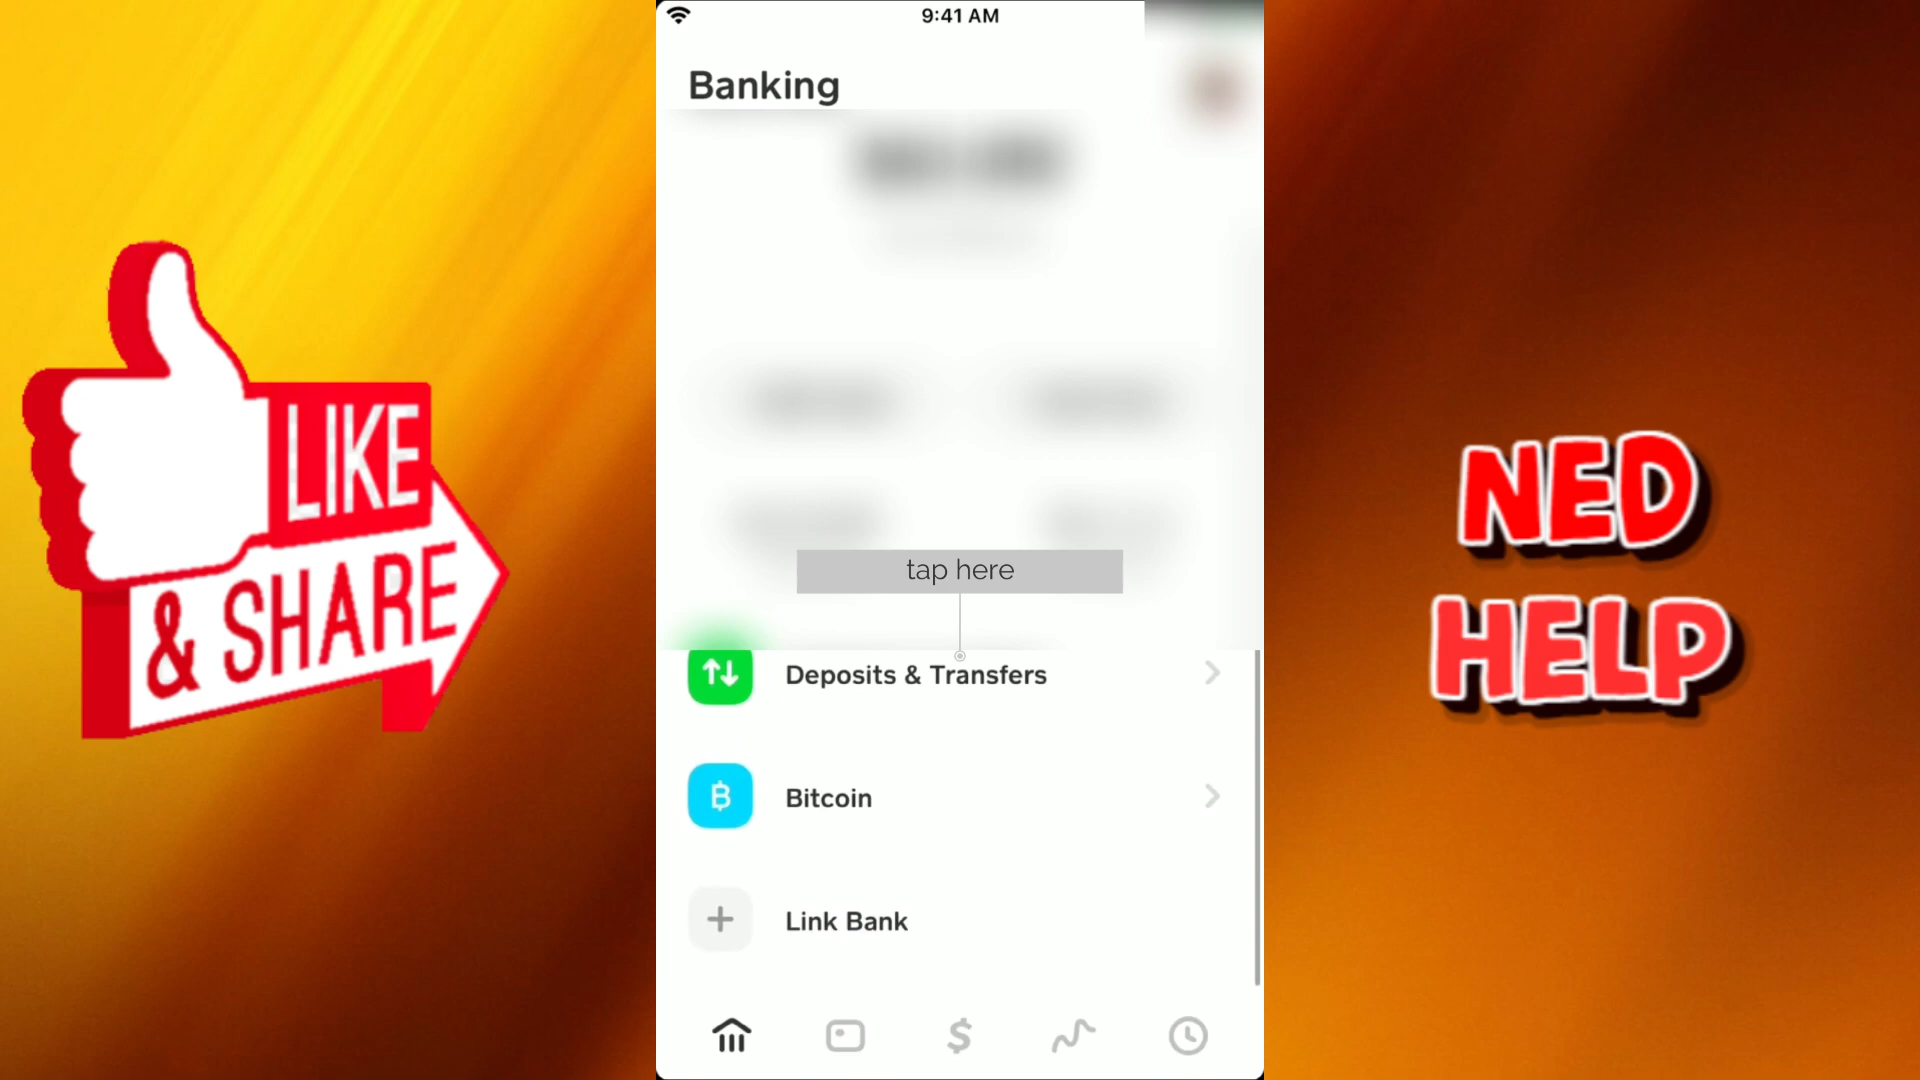 9:41 AM
Banking
LIKE
& SHARE
NED
HELP
tap here
Deposits & Transfers
Bitcoin
Link Bank